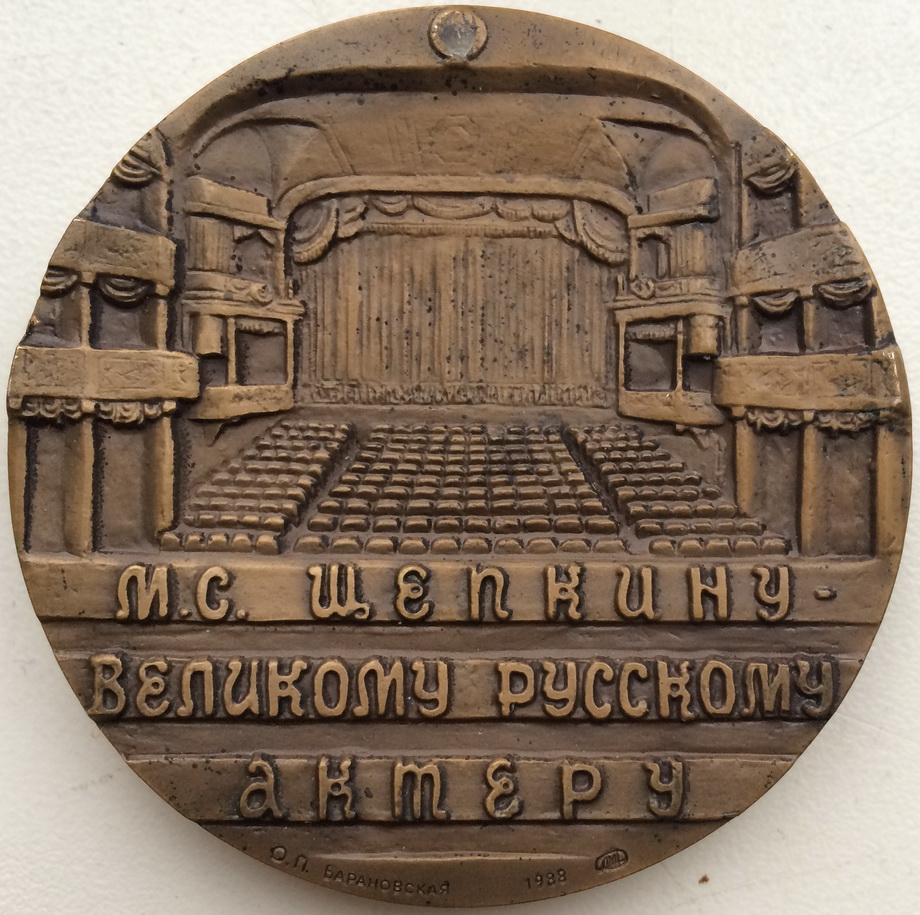 М.С. ЩЕПКИНУ-
ВЕЛИКОМУ РУССКОМУ
АКТЕРУ
О.П. БАРАНОВСКАЯ 1988